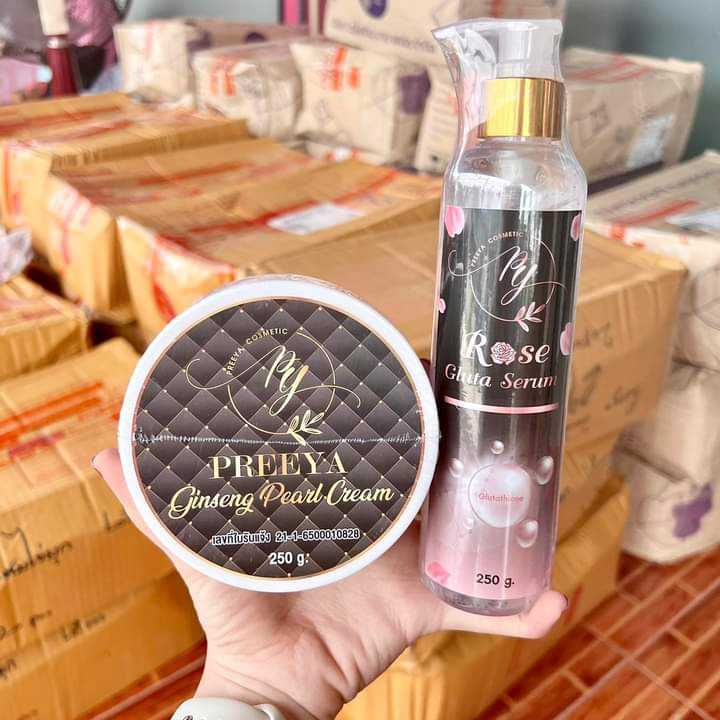 PREEYA COSMETIC
PY
PREEYA
Ginseng Pearl Cream
เลขที่ใบรับแจ้ง 21-1-6500010828
250 g.
PREEYA COSMETIC
PY
Rose
Gluta Serum
Glutathione
250 g.